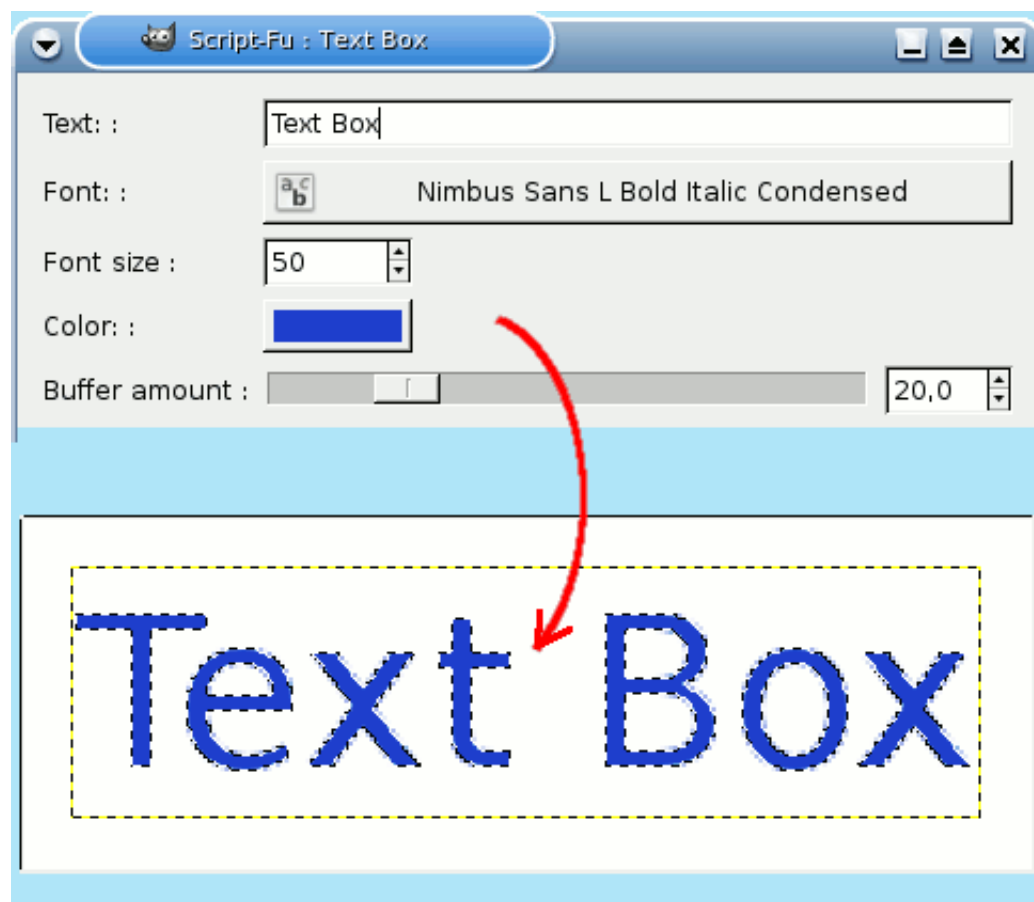 Script-Fu : Text Box
Text: : Text Box
Font: : abc Nimbus Sans L Bold Italic Condensed
Font size : 50
Color: :
Buffer amount : 20,0
Text Box